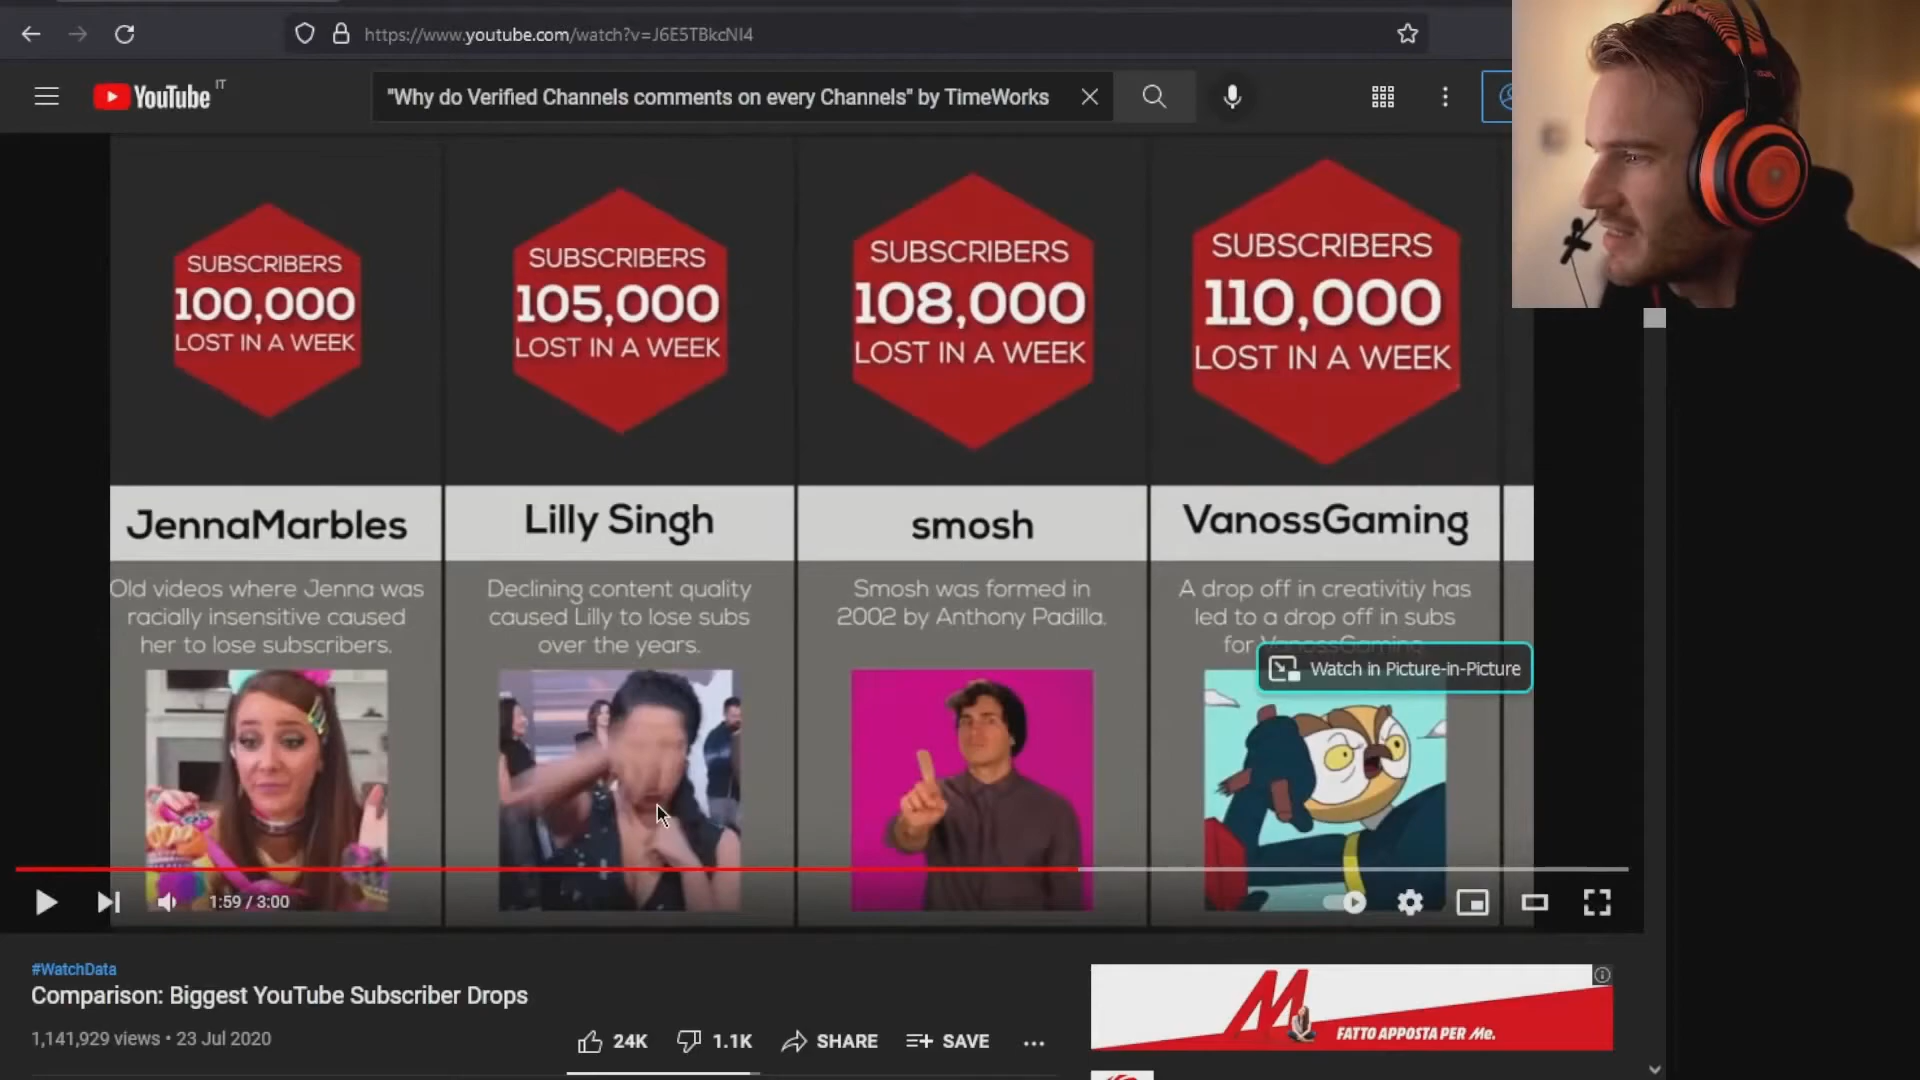 https://www.youtube.com/watch?v=J6E5TBkcNI4
YouTube IT
"Why do Verified Channels comments on every Channels" by TimeWorks
SUBSCRIBERS
100,000
LOST IN A WEEK
SUBSCRIBERS
105,000
LOST IN A WEEK
SUBSCRIBERS
108,000
LOST IN A WEEK
SUBSCRIBERS
110,000
LOST IN A WEEK
JennaMarbles
Lilly Singh
smosh
VanossGaming
Old videos where Jenna was
racially insensitive caused
her to lose subscribers.
Declining content quality
caused Lilly to lose subs
over the years.
Smosh was formed in
2002 by Anthony Padilla.
A drop off in creativitiy has
led to a drop off in subs
for VanossGaming.
Watch in Picture-in-Picture
1:59 / 3:00
#WatchData
Comparison: Biggest YouTube Subscriber Drops
1,141,929 views • 23 Jul 2020
24K
1.1K
SHARE
SAVE
M
FATTO APPOSTA PER Me.